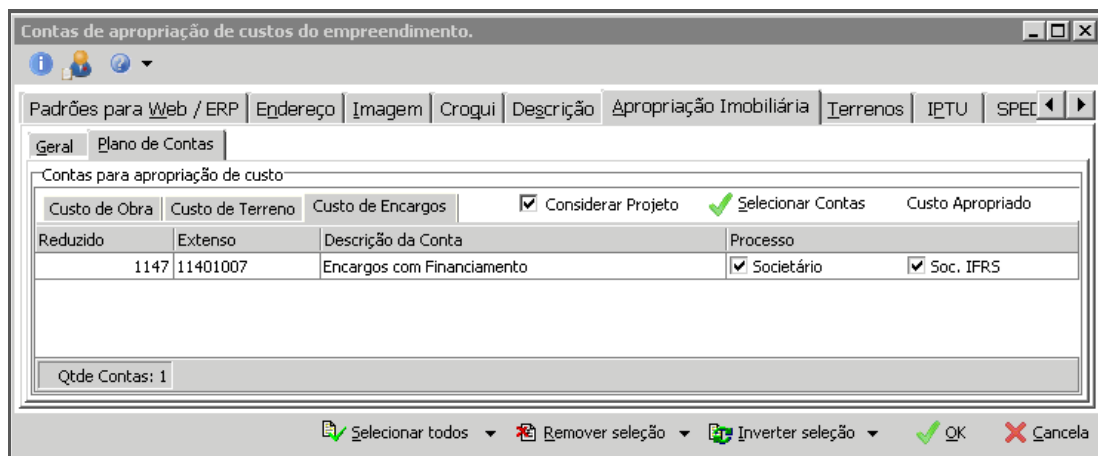 Contas de apropriação de custos do empreendimento.
Padrões para Web / ERP Endereço Imagem Croqui Descrição Apropriação Imobiliária Terrenos IPTU SPED
Geral Plano de Contas
Contas para apropriação de custo
Custo de Obra Custo de Terreno Custo de Encargos Considerar Projeto Selecionar Contas Custo Apropriado
Reduzido Extenso Descrição da Conta Processo
1147 11401007 Encargos com Financiamento Societário Soc. IFRS
Qtde Contas: 1
Selecionar todos Remover seleção Inverter seleção OK Cancela